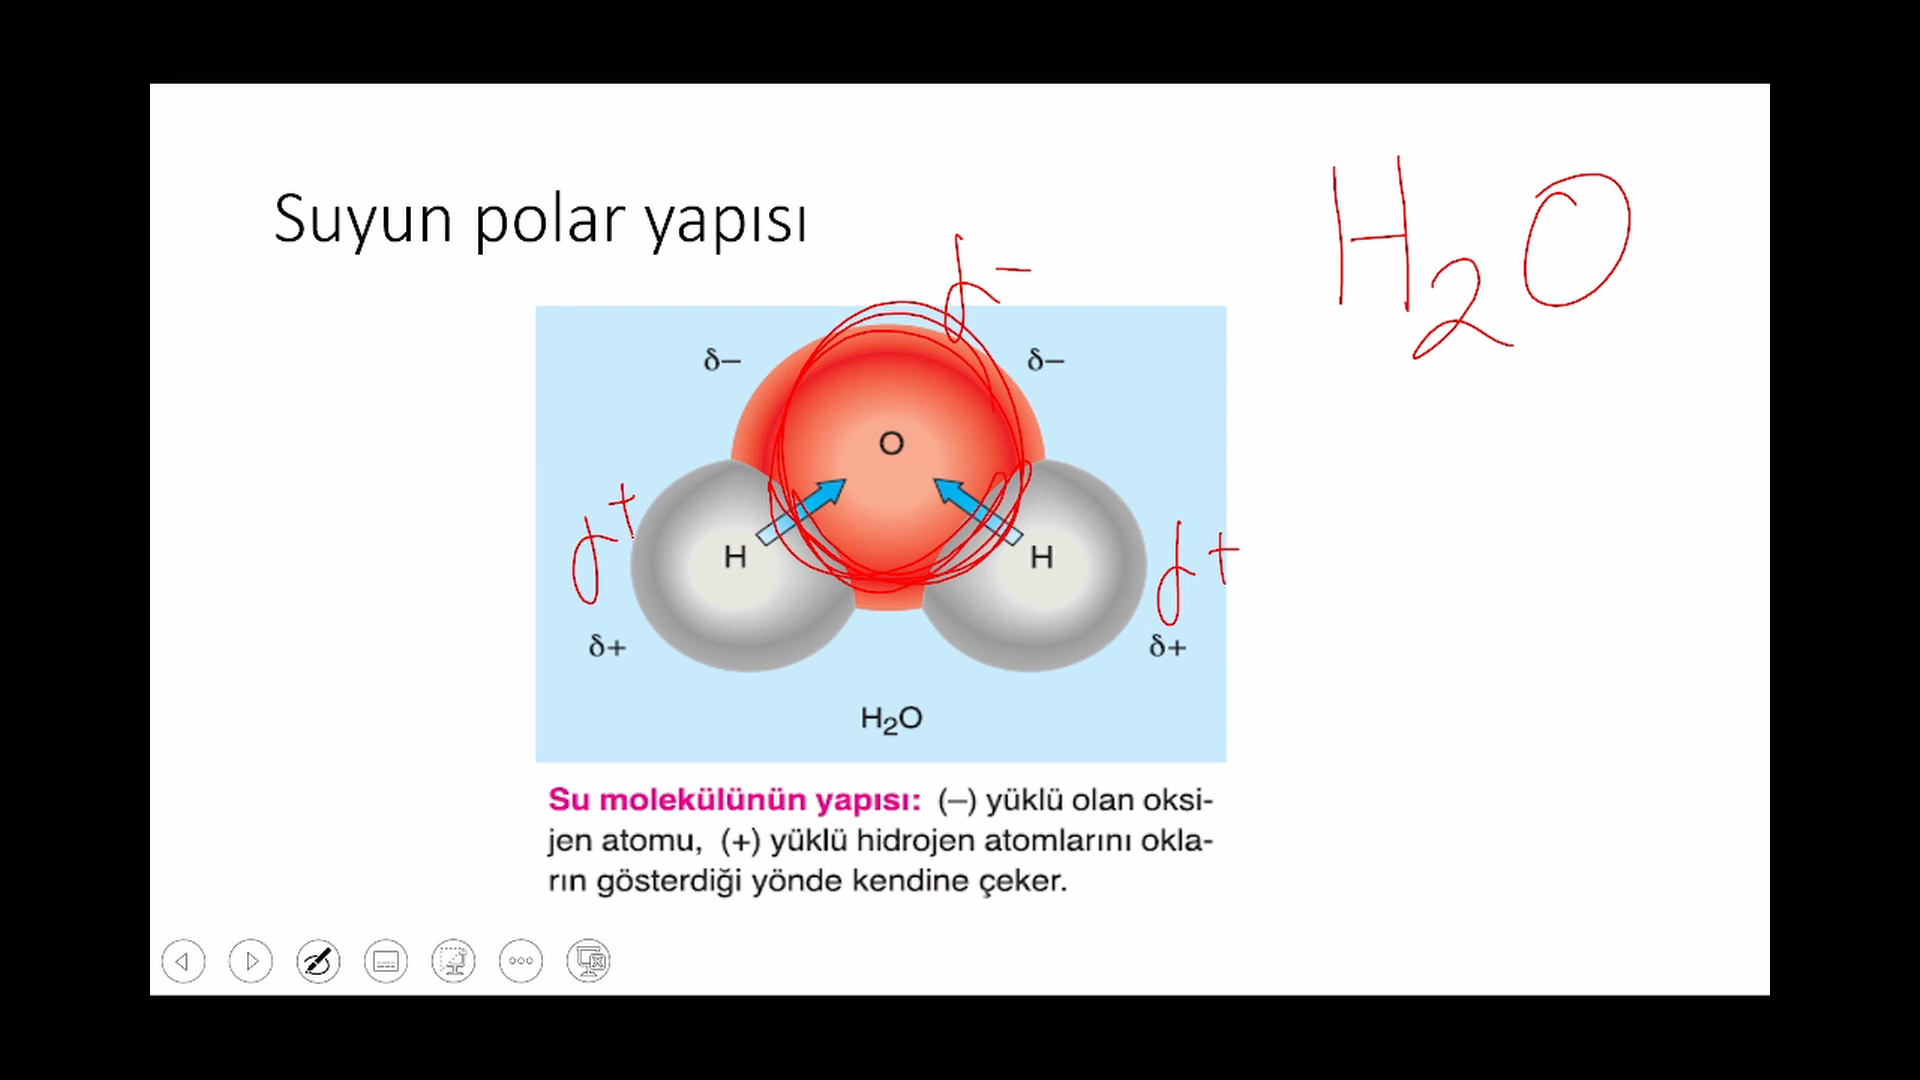 Suyun polar yapısı
H2O
δ−
δ− δ−
O
δ+
H H
δ+
δ+ δ+
H₂O
Su molekülünün yapısı: (–) yüklü olan oksi-
jen atomu, (+) yüklü hidrojen atomlarını okla-
rın gösterdiği yönde kendine çeker.